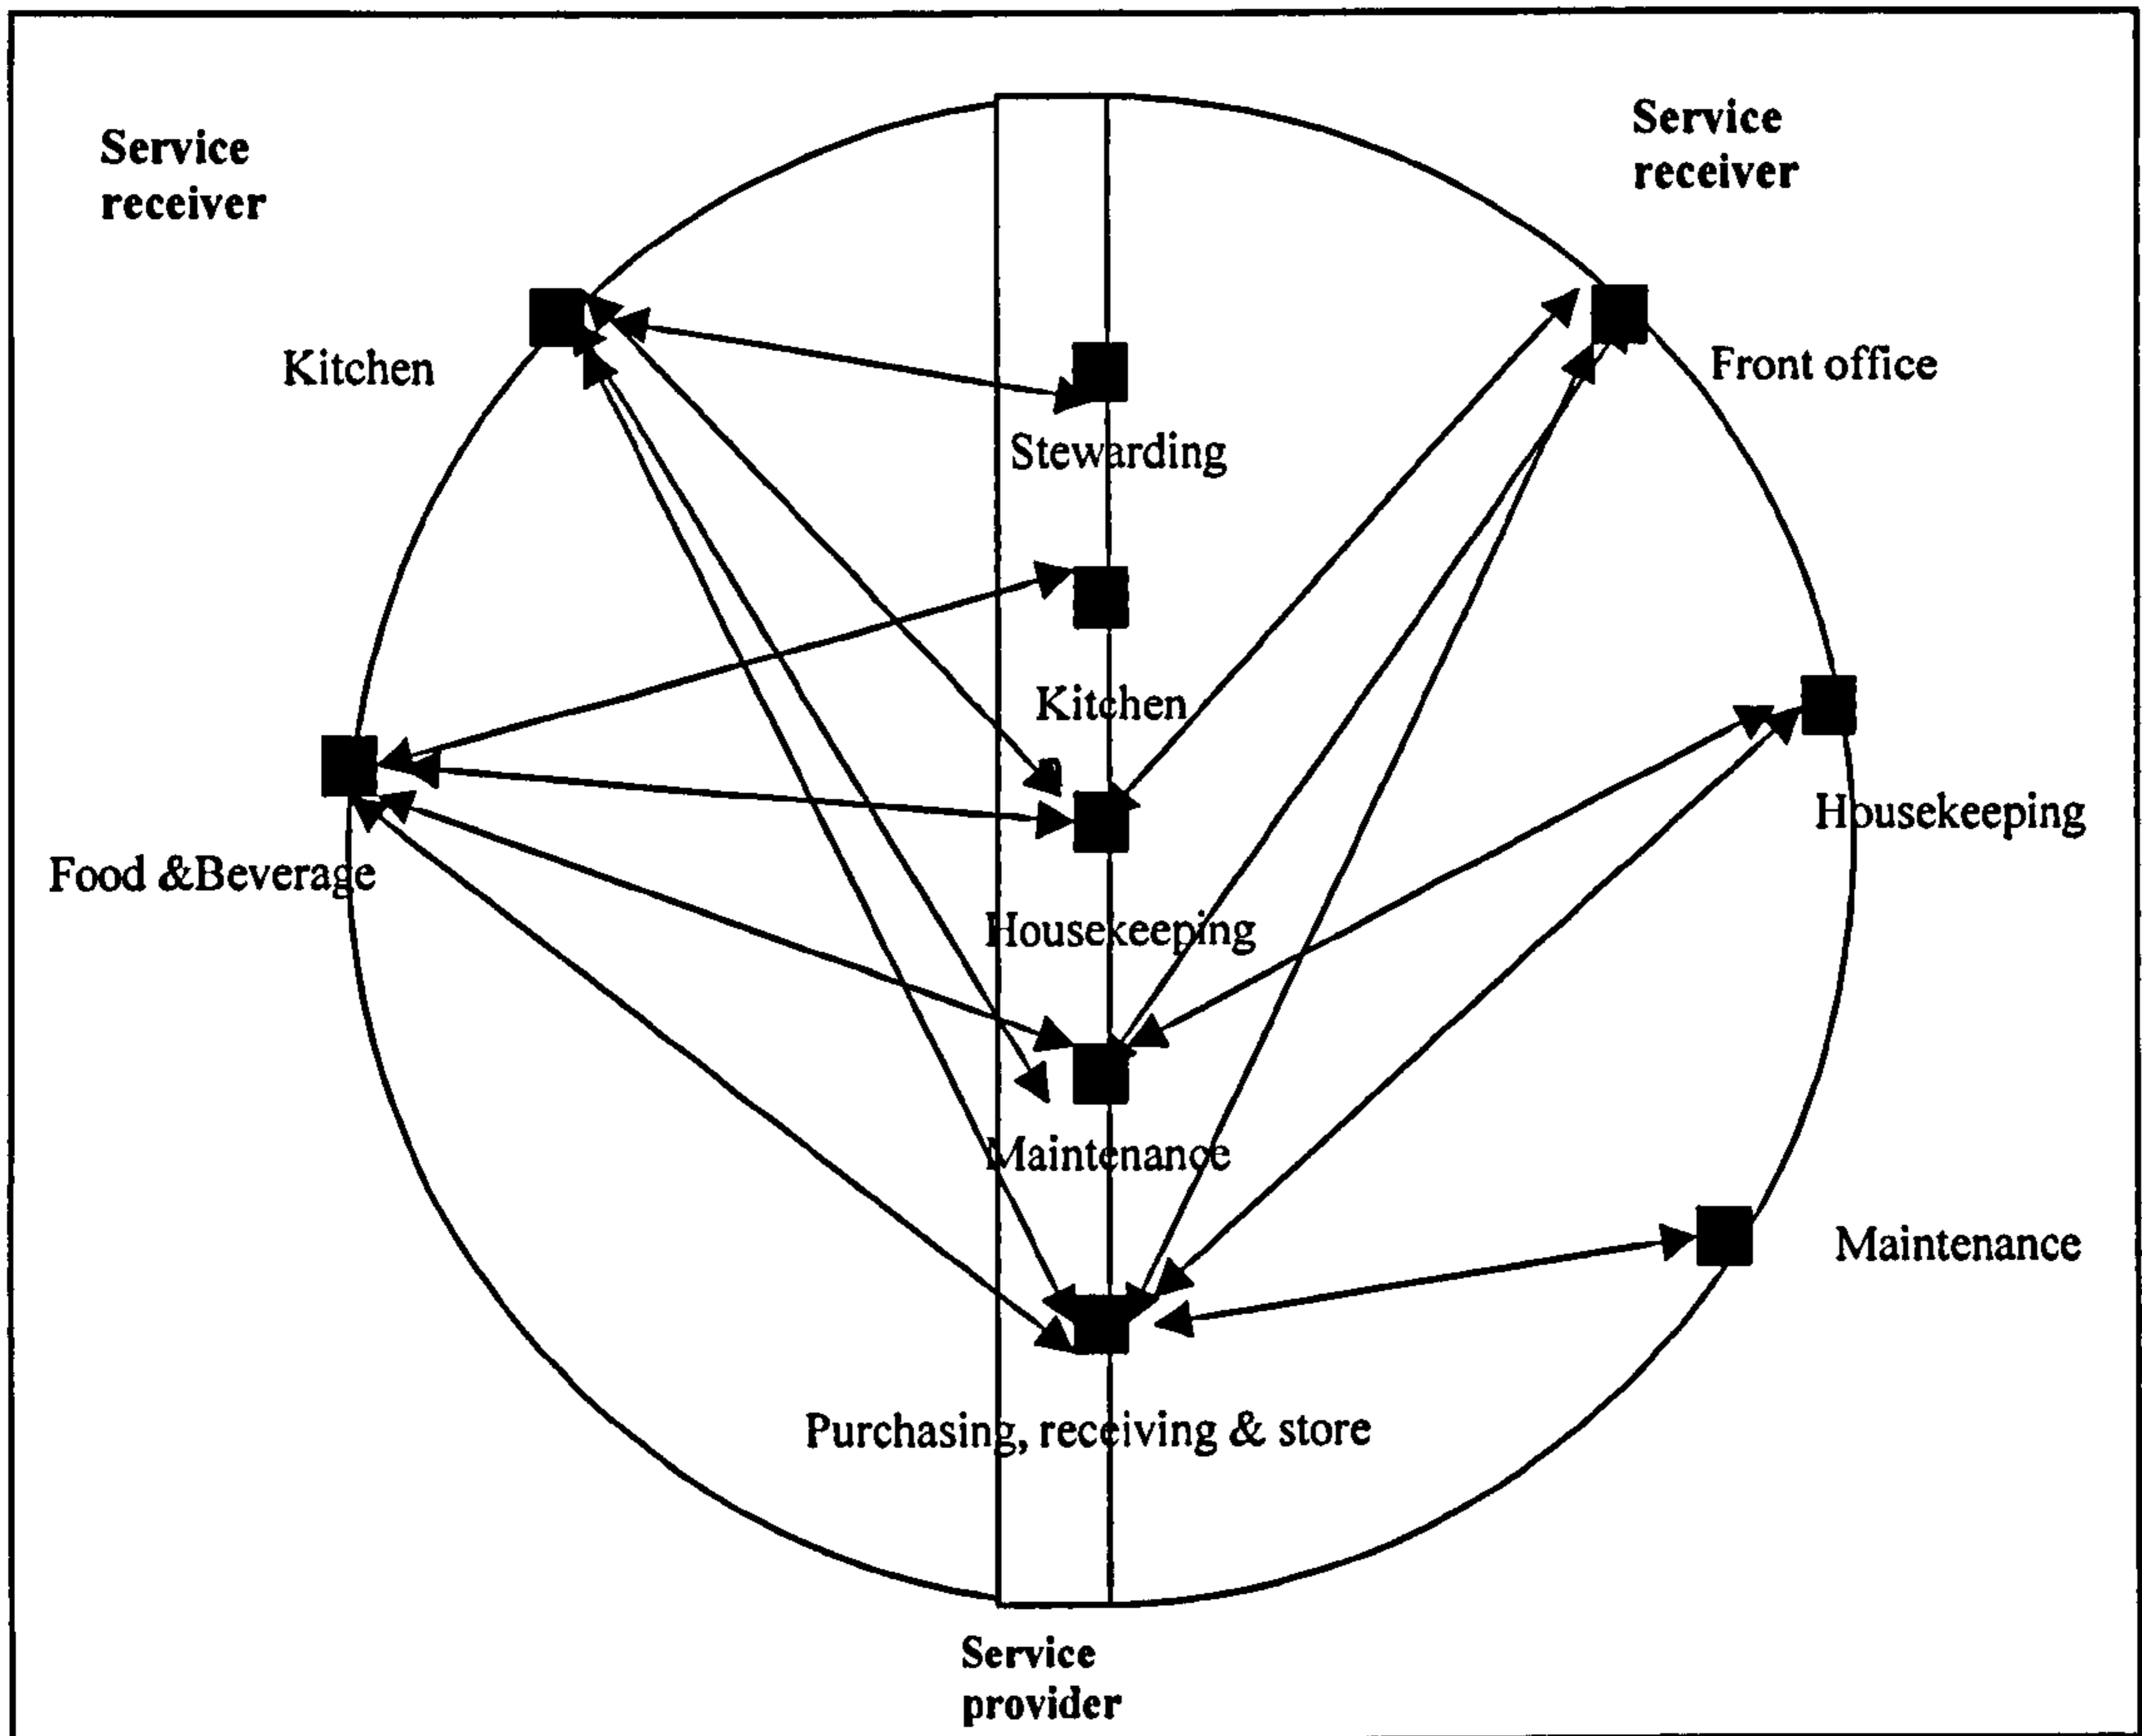 Service
receiver
Service
receiver
Kitchen
Front office
Stewarding
Kitchen
Housekeeping
Food &Beverage
Housekeeping
Maintenance
Maintenance
Purchasing, receiving & store
Service
provider